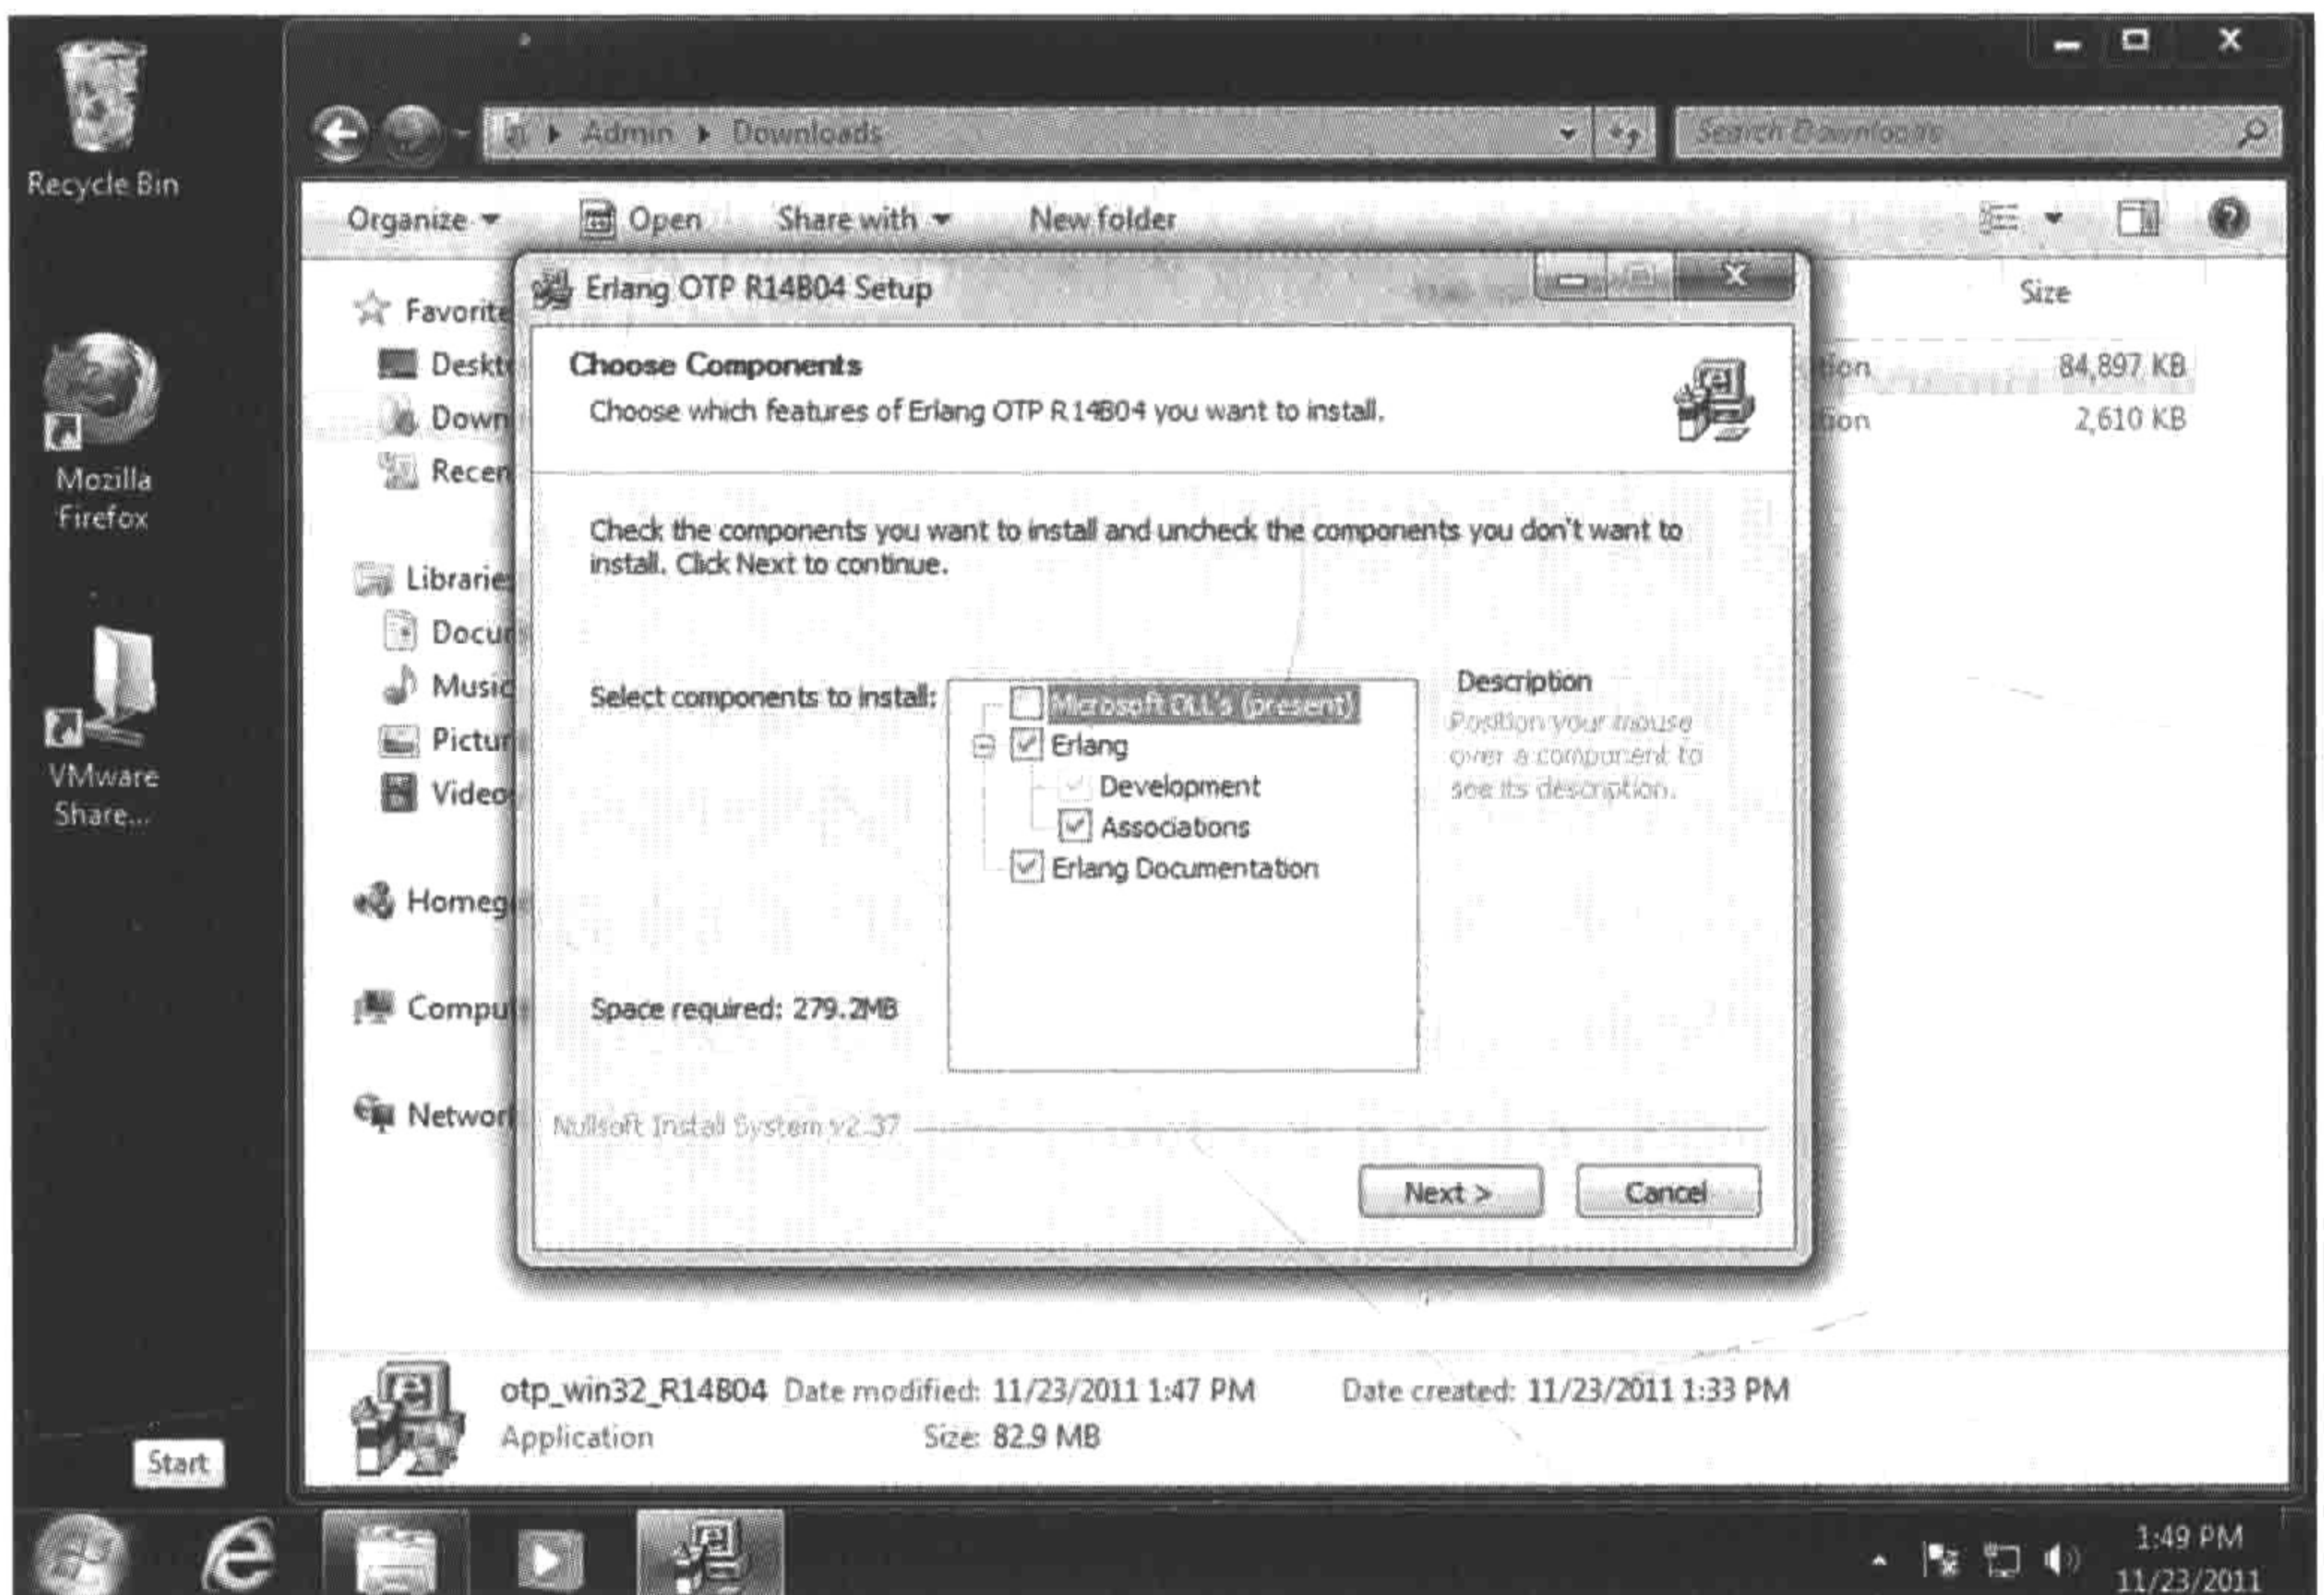 Recycle Bin
Mozilla
Firefox
VMware
Share...
Start
Admin
Downloads
Search Downloads
Organize
Open
Share with
New folder
Favorite
Deskt
Down
Recen
Librarie
Docu
Music
Pictur
Video
Homeg
Compu
Networ
Size
84,897 KB
2,610 KB
Erlang OTP R14B04 Setup
Choose Components
Choose which features of Erlang OTP R14B04 you want to install.
Check the components you want to install and uncheck the components you don't want to
install. Click Next to continue.
Select components to install:
Microsoft DLL's (present)
Erlang
Development
Associations
Erlang Documentation
Description
Position your mouse
over a component to
see its description.
Space required: 279.2MB
Nullsoft Install System v2.37
Next >
Cancel
otp_win32_R14B04 Date modified: 11/23/2011 1:47 PM Date created: 11/23/2011 1:33 PM
Application Size: 82.9 MB
1:49 PM
11/23/2011